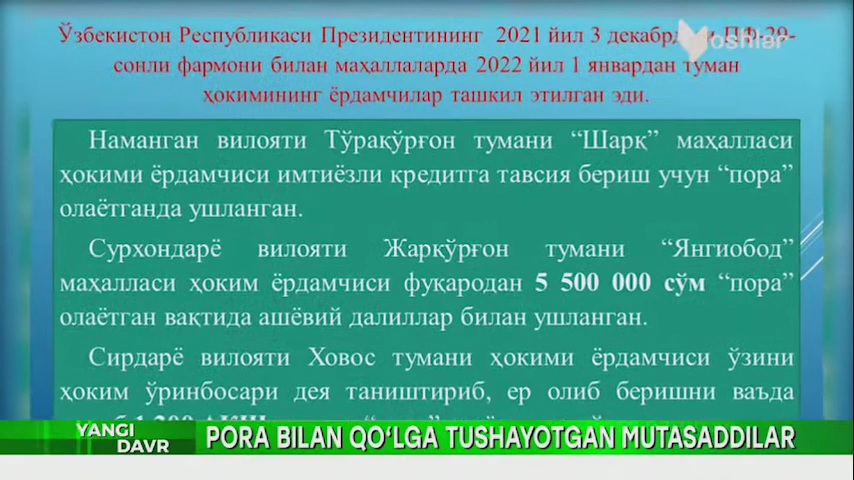 Ўзбекистон Республикаси Президентининг 2021 йил 3
oshlar
сонли фармони билан маҳаллаларда 2022 йил 1 январдан туман
ҳокимининг ёрдамчилар ташкил этилган эди.
Наманган вилояти Тўрақўрғон тумани “Шарқ” маҳалласи
ҳокими ёрдамчиси имтиёзли кредитга тавсия бериш учун “пора”
олаётганда ушланган.
Сурхондарё вилояти Жарқўрғон тумани “Янгиобод”
маҳалласи ҳоким ёрдамчиси фуқародан 5 500 000 сўм “пора”
олаётган вақтида ашёвий далиллар билан ушланган.
Сирдарё вилояти Ховос тумани ҳокими ёрдамчиси ўзини
ҳоким ўринбосари дея таништириб, ер олиб беришни ваъда
YANGI
DAVR
PORA BILAN QO‘LGA TUSHAYOTGAN MUTASADDILAR